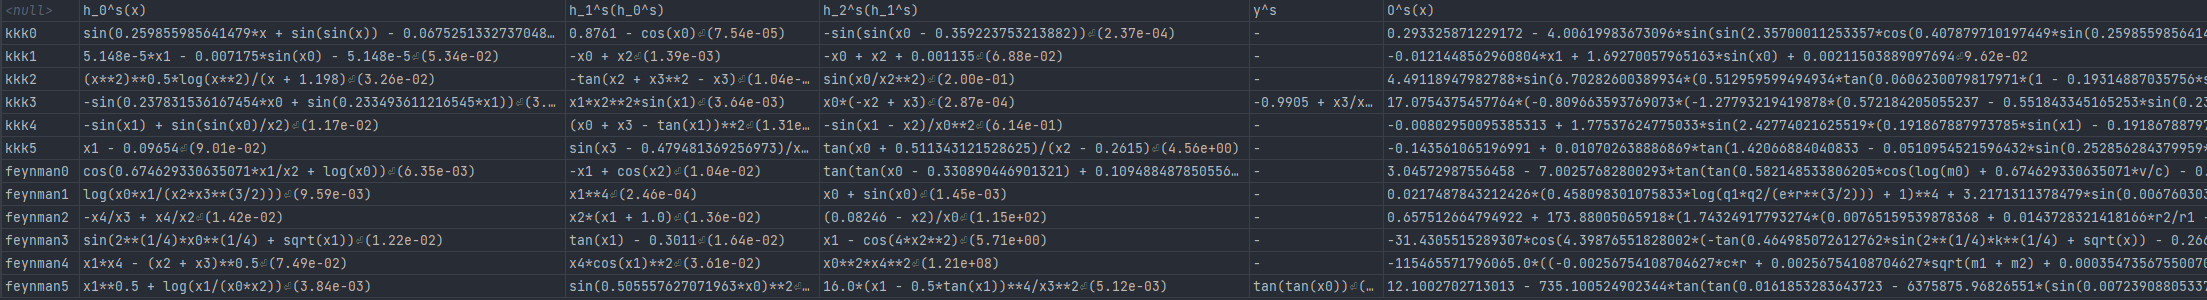 <null> h_0^s(x) h_1^s(h_0^s) h_2^s(h_1^s) y^s O^s(x)
kkk0 sin(0.259855985641479*x + sin(sin(x)) - 0.0675251332737048… 0.8761 - cos(x0)⏎(7.54e-05) -sin(sin(x0 - 0.359223753213882))⏎(2.37e-04) - 0.293325871229172 - 4.00619983673096*sin(sin(2.35700011253357*cos(0.407879710197449*sin(0.2598559856414
kkk1 5.148e-5*x1 - 0.007175*sin(x0) - 5.148e-5⏎(5.34e-02) -x0 + x2⏎(1.39e-03) -x0 + x2 + 0.001135⏎(6.88e-02) - -0.0121448562960804*x1 + 1.69270057965163*sin(x0) + 0.00211503889097694⏎9.62e-02
kkk2 (x**2)**0.5*log(x**2)/(x + 1.198)⏎(3.26e-02) -tan(x2 + x3**2 - x3)⏎(1.04e-… sin(x0/x2**2)⏎(2.00e-01) - 4.49118947982788*sin(6.70282600389934*(0.512959599494934*tan(0.0606230079817971*(1 - 0.19314887035756*s
kkk3 -sin(0.237831536167454*x0 + sin(0.233493611216545*x1))⏎(3.… x1*x2**2*sin(x1)⏎(3.64e-03) x0*(-x2 + x3)⏎(2.87e-04) -0.9905 + x3/x… 17.0754375457764*(-0.809663593769073*(-1.27793219419878*(0.572184205055237 - 0.551843345165253*sin(0.23
kkk4 -sin(x1) + sin(sin(x0)/x2)⏎(1.17e-02) (x0 + x3 - tan(x1))**2⏎(1.31e… -sin(x1 - x2)/x0**2⏎(6.14e-01) - -0.00802950095385313 + 1.77537624775033*sin(2.42774021625519*(0.191867887973785*sin(x1) - 0.1918678879
kkk5 x1 - 0.09654⏎(9.01e-02) sin(x3 - 0.479481369256973)/x… tan(x0 + 0.511343121528625)/(x2 - 0.2615)⏎(4.56e+00) - -0.143561065196991 + 0.010702638886869*tan(1.42066884040833 - 0.0510954521596432*sin(0.252856284379959*
feynman0 cos(0.674629330635071*x1/x2 + log(x0))⏎(6.35e-03) -x1 + cos(x2)⏎(1.04e-02) tan(tan(x0 - 0.330890446901321) + 0.109488487850556… - 3.04572987556458 - 7.00257682800293*tan(tan(0.582148533806205*cos(log(m0) + 0.674629330635071*v/c) - 0.
feynman1 log(x0*x1/(x2*x3**(3/2)))⏎(9.59e-03) x1**4⏎(2.46e-04) x0 + sin(x0)⏎(1.45e-03) - 0.0217487843212426*(0.458098301075833*log(q1*q2/(e*r**(3/2))) + 1)**4 + 3.2171311378479*sin(0.00676030
feynman2 -x4/x3 + x4/x2⏎(1.42e-02) x2*(x1 + 1.0)⏎(1.36e-02) (0.08246 - x2)/x0⏎(1.15e+02) - 0.657512664794922 + 173.88005065918*(1.74324917793274*(0.00765159539878368 + 0.0143728321418166*r2/r1 -
feynman3 sin(2**(1/4)*x0**(1/4) + sqrt(x1))⏎(1.22e-02) tan(x1) - 0.3011⏎(1.64e-02) x1 - cos(4*x2**2)⏎(5.71e+00) - -31.4305515289307*cos(4.39876551828002*(-tan(0.464985072612762*sin(2**(1/4)*k**(1/4) + sqrt(x)) - 0.266
feynman4 x1*x4 - (x2 + x3)**0.5⏎(7.49e-02) x4*cos(x1)**2⏎(3.61e-02) x0**2*x4**2⏎(1.21e+08) - -115465571796065.0*((-0.00256754108704627*c*r + 0.00256754108704627*sqrt(m1 + m2) + 0.00035473567550070
feynman5 x1**0.5 + log(x1/(x0*x2))⏎(3.84e-03) sin(0.505557627071963*x0)**2⏎… 16.0*(x1 - 0.5*tan(x1))**4/x3**2⏎(5.12e-03) tan(tan(x0))⏎(… 12.1002702713013 - 735.100524902344*tan(tan(0.0161853283643723 - 6375875.96826551*(sin(0.00723908805337